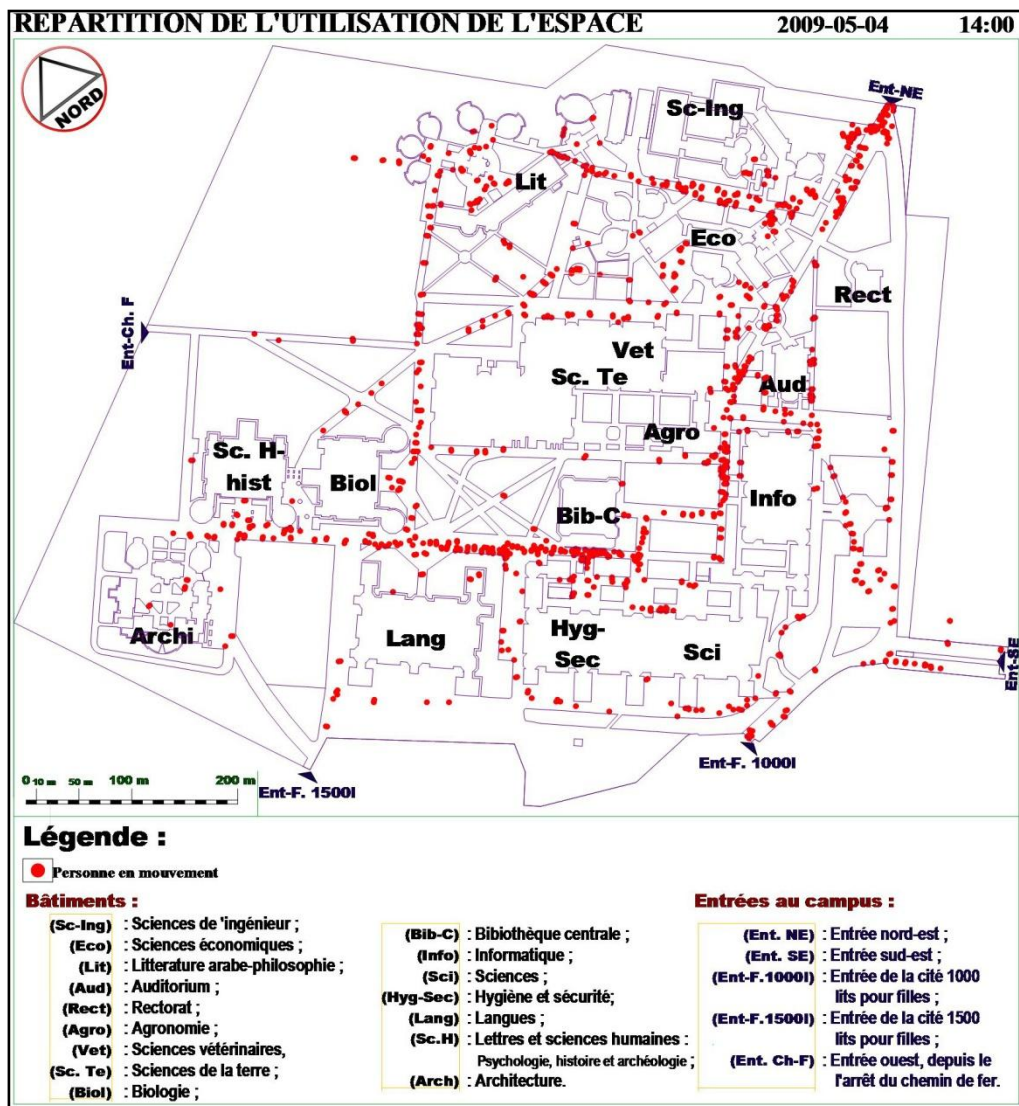 REPARTITION DE L'UTILISATION DE L'ESPACE 2009-05-04 14:00
NORD
Ent-NE
Sc-Ing
Lit
Eco
Rect
Ent-Ch. F
Vet
Sc. Te
Aud
Agro
Sc. H-
hist
Biol
Info
Bib-C
Archi
Lang
Hyg-
Sec
Sci
Ent-SE
Ent-F. 1000l
Ent-F. 1500l
0 10 m 50 m 100 m 200 m
Légende :
Personne en mouvement
Bâtiments :
(Sc-Ing) : Sciences de 'ingénieur ;
(Eco) : Sciences économiques ;
(Lit) : Litterature arabe-philosophie ;
(Aud) : Auditorium ;
(Rect) : Rectorat ;
(Agro) : Agronomie ;
(Vet) : Sciences vétérinaires,
(Sc. Te) : Sciences de la terre ;
(Biol) : Biologie ;
(Bib-C) : Bibiothèque centrale ;
(Info) : Informatique ;
(Sci) : Sciences ;
(Hyg-Sec) : Hygiène et sécurité;
(Lang) : Langues ;
(Sc.H) : Lettres et sciences humaines :
Psychologie, histoire et archéologie ;
(Arch) : Architecture.
Entrées au campus :
(Ent. NE) : Entrée nord-est ;
(Ent. SE) : Entrée sud-est ;
(Ent-F.1000l) : Entrée de la cité 1000
lits pour filles ;
(Ent-F.1500l) : Entrée de la cité 1500
lits pour filles ;
(Ent. Ch-F) : Entrée ouest, depuis le
l'arrêt du chemin de fer.